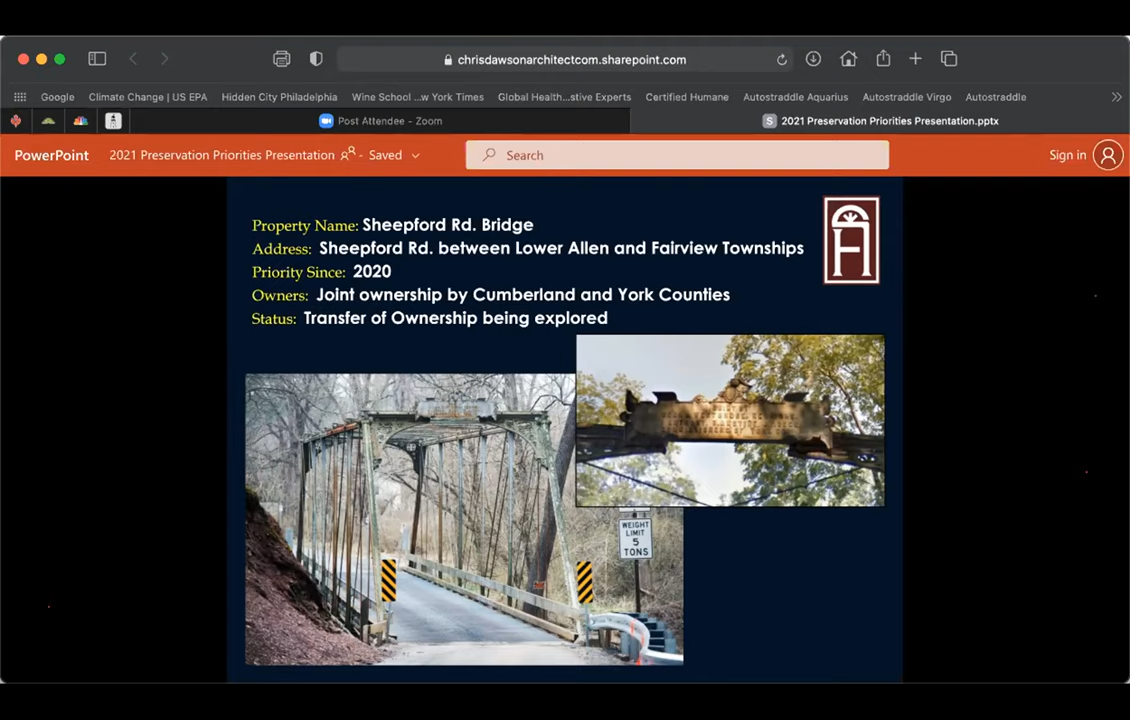 chrisdawsonarchitectcom.sharepoint.com
Google Climate Change | US EPA Hidden City Philadelphia Wine School ...w York Times Global Health...stive Experts Certified Humane Autostraddle Aquarius Autostraddle Virgo Autostraddle
Post Attendee - Zoom
S 2021 Preservation Priorities Presentation.pptx
PowerPoint 2021 Preservation Priorities Presentation - Saved Search Sign in
Property Name: Sheepford Rd. Bridge
Address: Sheepford Rd. between Lower Allen and Fairview Townships
Priority Since: 2020
Owners: Joint ownership by Cumberland and York Counties
Status: Transfer of Ownership being explored
WEIGHT
LIMIT
5
TONS